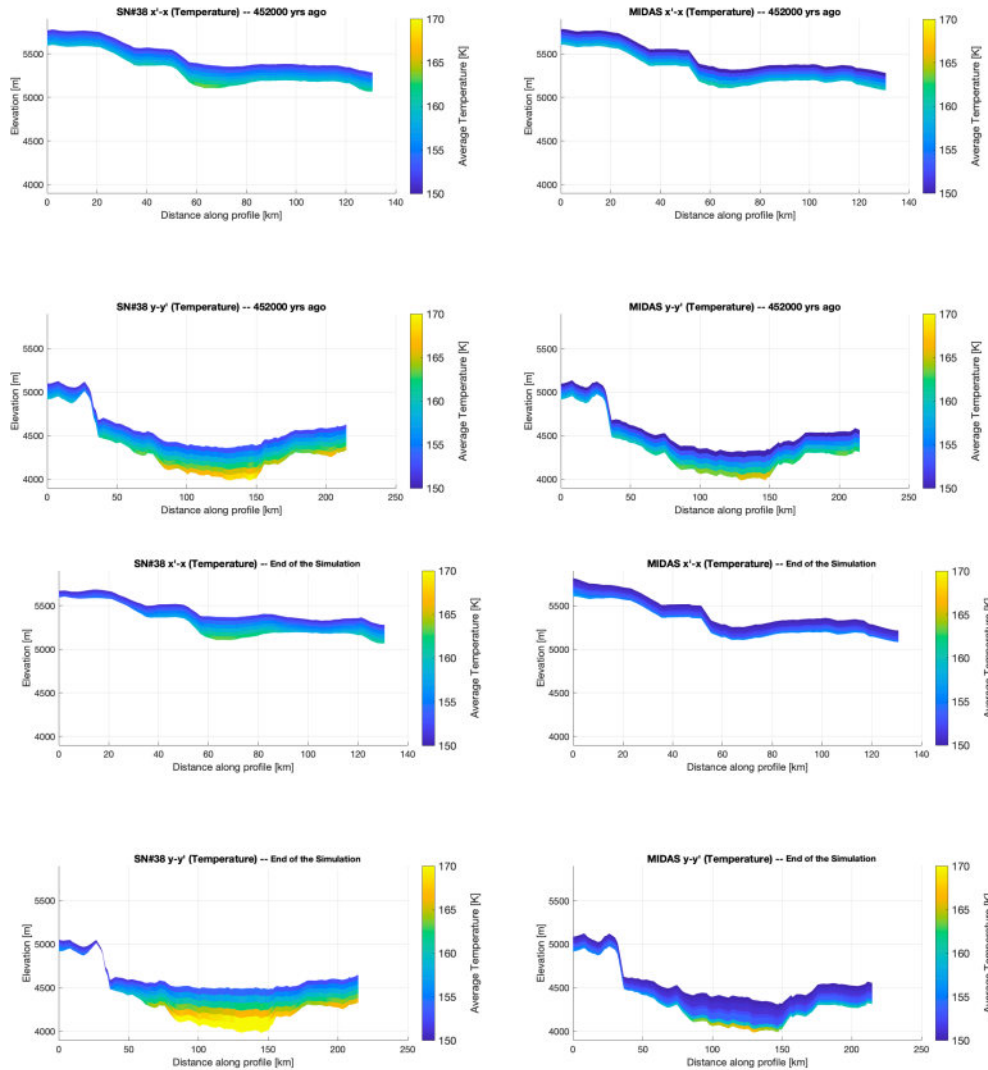 SN#38 x'-x (Temperature) -- 452000 yrs ago
Elevation [m]
5500
5000
4500
4000
0 20 40 60 80 100 120 140
Distance along profile [km]
170
165
160
155
150
Average Temperature [K]
MIDAS x'-x (Temperature) -- 452000 yrs ago
Elevation [m]
5500
5000
4500
4000
0 20 40 60 80 100 120 140
Distance along profile [km]
170
165
160
155
150
Average Temperature [K]
SN#38 y-y' (Temperature) -- 452000 yrs ago
Elevation [m]
5500
5000
4500
4000
0 50 100 150 200 250
Distance along profile [km]
170
165
160
155
150
Average Temperature [K]
MIDAS y-y' (Temperature) -- 452000 yrs ago
Elevation [m]
5500
5000
4500
4000
0 50 100 150 200 250
Distance along profile [km]
170
165
160
155
150
Average Temperature [K]
SN#38 x'-x (Temperature) -- End of the Simulation
Elevation [m]
5500
5000
4500
4000
0 20 40 60 80 100 120 140
Distance along profile [km]
170
165
160
155
150
Average Temperature [K]
MIDAS x'-x (Temperature) -- End of the Simulation
Elevation [m]
5500
5000
4500
4000
0 20 40 60 80 100 120 140
Distance along profile [km]
170
165
160
155
150
Average Temperature [K]
SN#38 y-y' (Temperature) -- End of the Simulation
Elevation [m]
5500
5000
4500
4000
0 50 100 150 200 250
Distance along profile [km]
170
165
160
155
150
Average Temperature [K]
MIDAS y-y' (Temperature) -- End of the Simulation
Elevation [m]
5500
5000
4500
4000
0 50 100 150 200 250
Distance along profile [km]
170
165
160
155
150
Average Temperature [K]